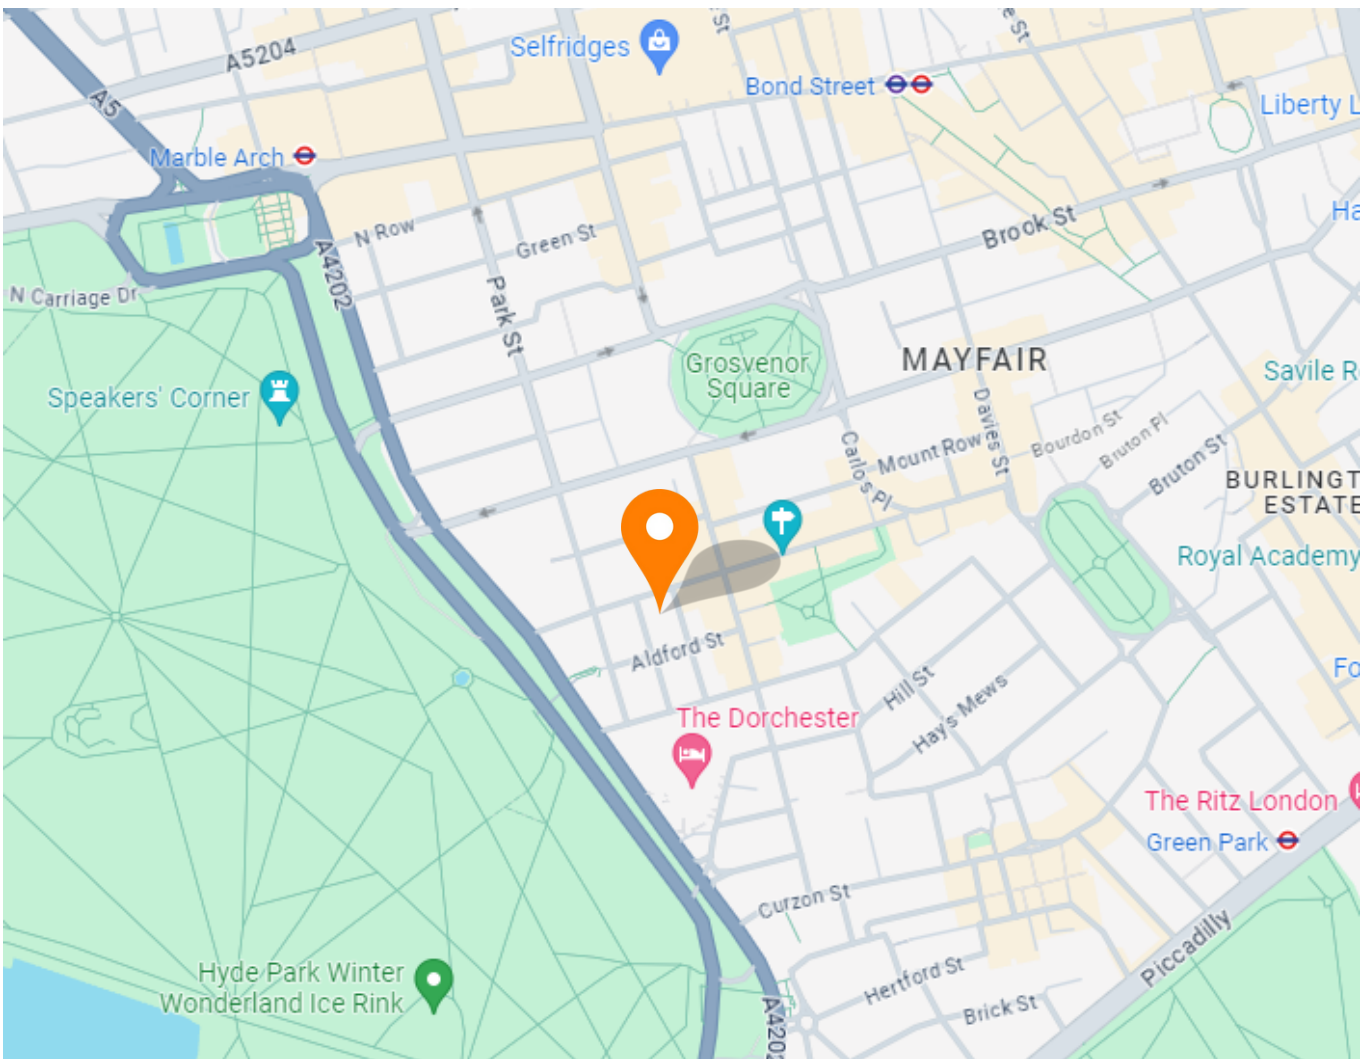 A5204
Selfridges
St
e St
A5
Bond Street
Liberty L
Marble Arch
Ha
N Row
Green St
Brook St
A4202
N Carriage Dr
Park St
Grosvenor
Square
MAYFAIR
Savile R
Speakers' Corner
Davies St
Bourdon St
Bruton Pl
Carlos Pl
Mount Row
Bruton St
BURLINGT
ESTATE
Royal Academy
Aldford St
Fo
Hill St
The Dorchester
Hay's Mews
The Ritz London
Green Park
Curzon St
Piccadilly
Hyde Park Winter
Wonderland Ice Rink
Hertford St
Brick St
A4202